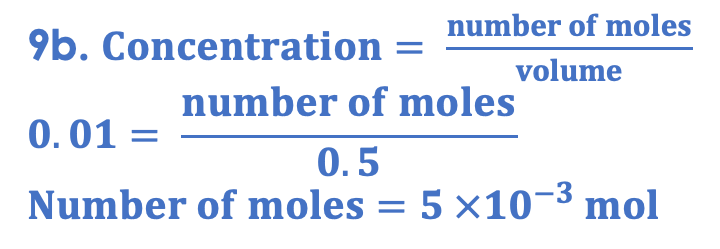 9b. Concentration = number of moles / volume
0.01 = number of moles / 0.5
Number of moles = 5 ×10⁻³ mol